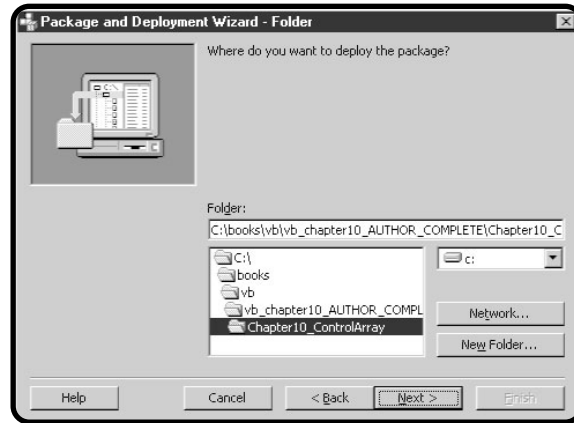 Package and Deployment Wizard - Folder
Where do you want to deploy the package?
Folder:
C:\books\vb\vb_chapter10_AUTHOR_COMPLETE\Chapter10_C
C:\
books
vb
vb_chapter10_AUTHOR_COMPL
Chapter10_ControlArray
c:
Network...
New Folder...
Help
Cancel
< Back
Next >
Finish